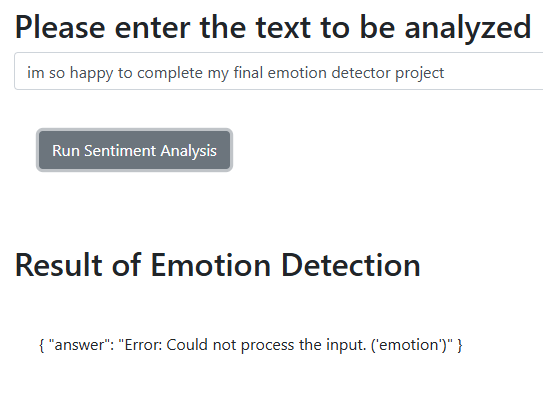 Please enter the text to be analyzed
im so happy to complete my final emotion detector project
Run Sentiment Analysis
Result of Emotion Detection
{ "answer": "Error: Could not process the input. ('emotion')" }